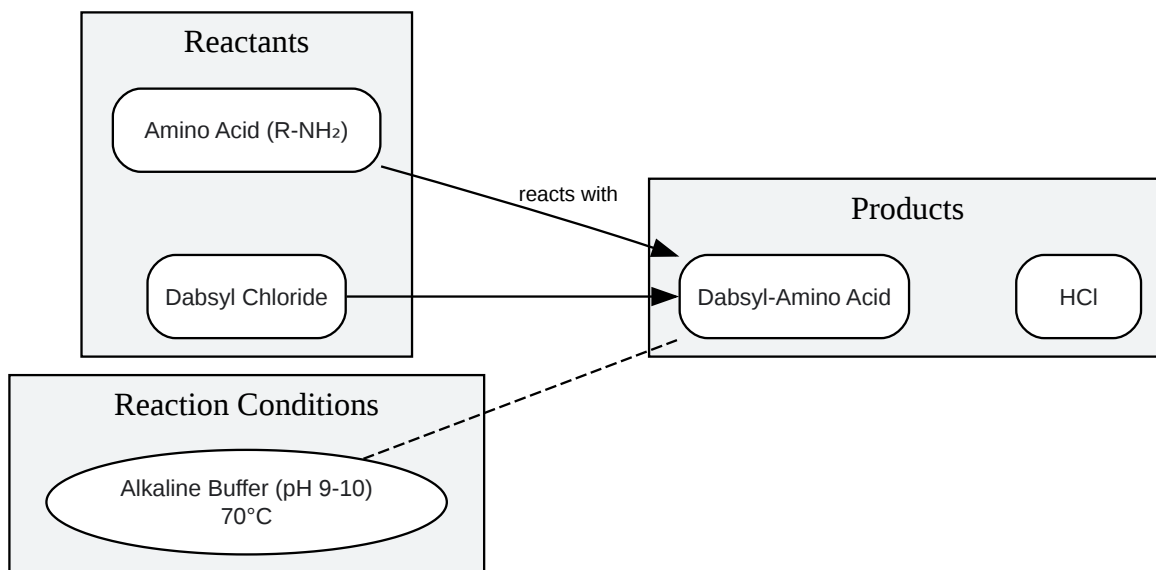 Reactants
Amino Acid (R-NH₂)
reacts with
Dabsyl Chloride
Products
Dabsyl-Amino Acid
HCl
Reaction Conditions
Alkaline Buffer (pH 9-10)
70°C